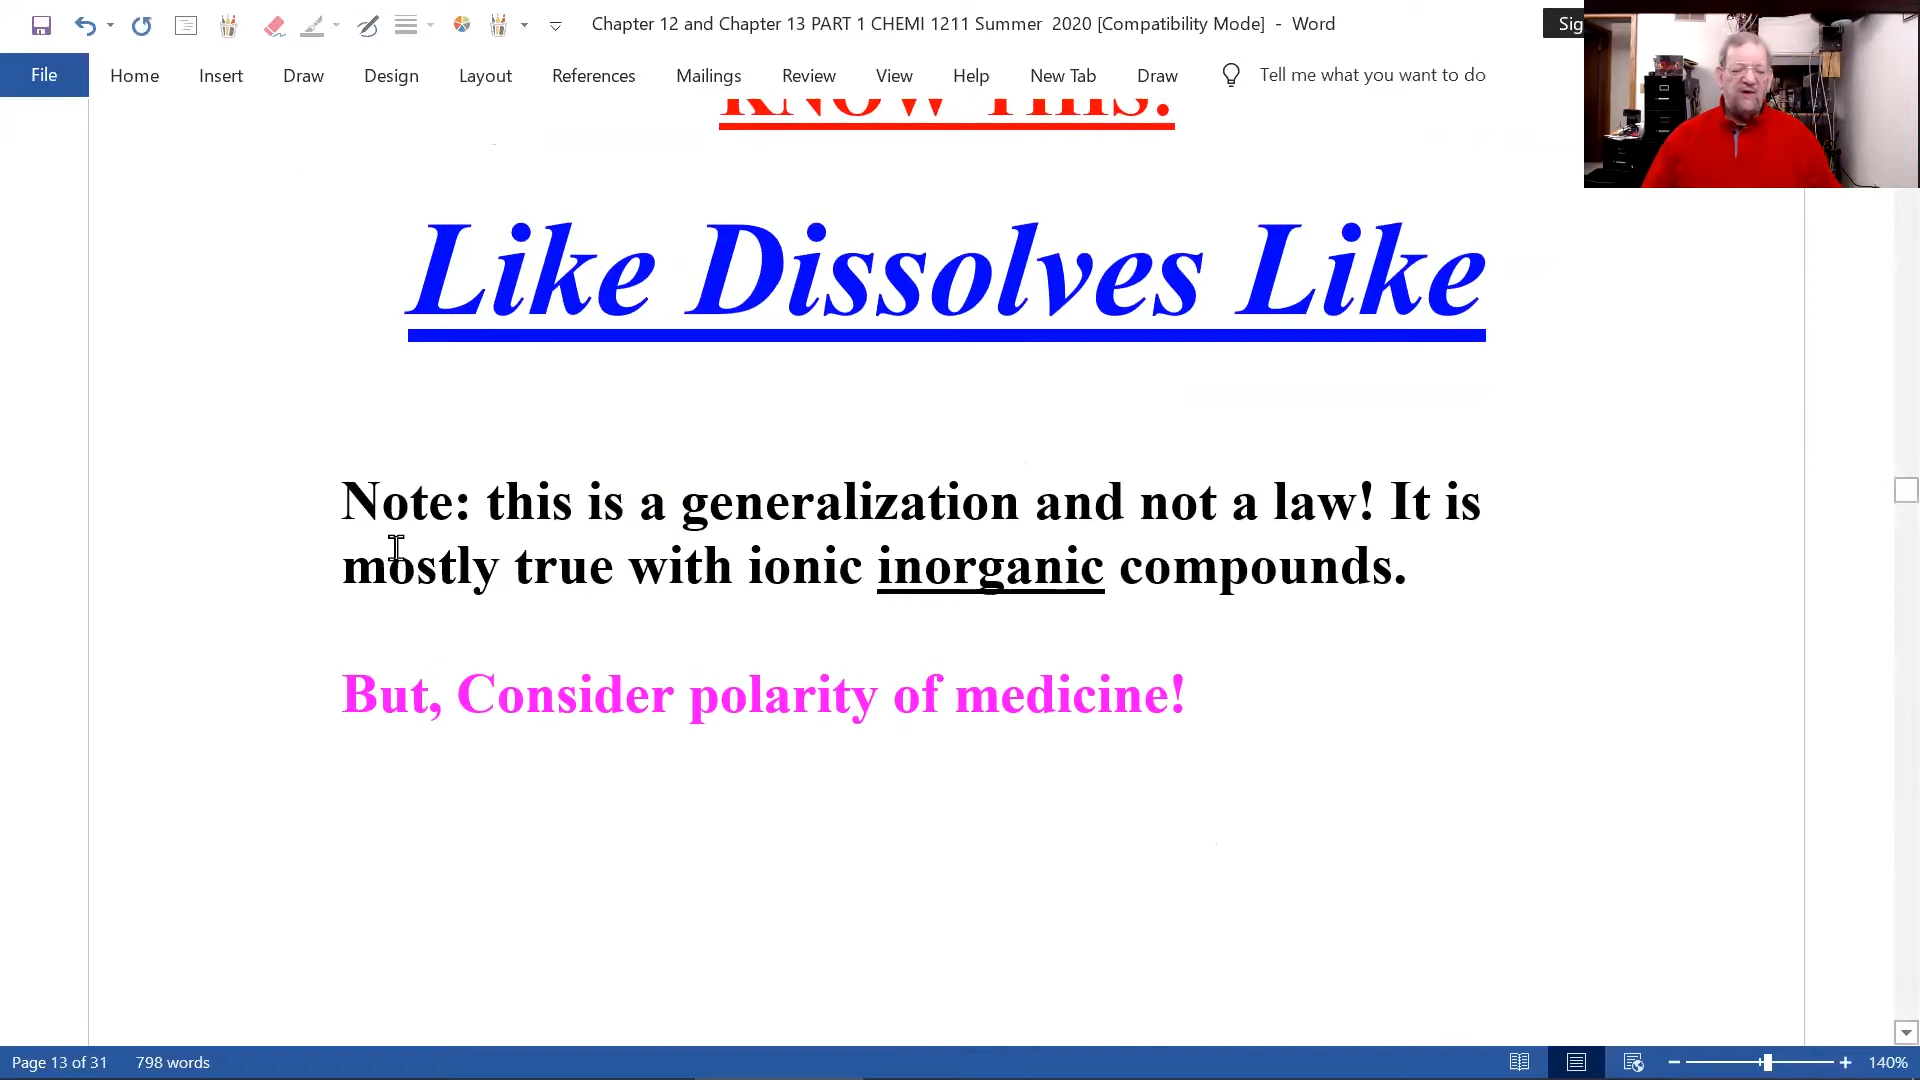 Chapter 12 and Chapter 13 PART 1 CHEMI 1211 Summer 2020 [Compatibility Mode] - Word
Sig
File Home Insert Draw Design Layout References Mailings Review View Help New Tab Draw Tell me what you want to do
KNOW This!
Like Dissolves Like
Note: this is a generalization and not a law! It is
mostly true with ionic inorganic compounds.
But, Consider polarity of medicine!
Page 13 of 31 798 words 140%